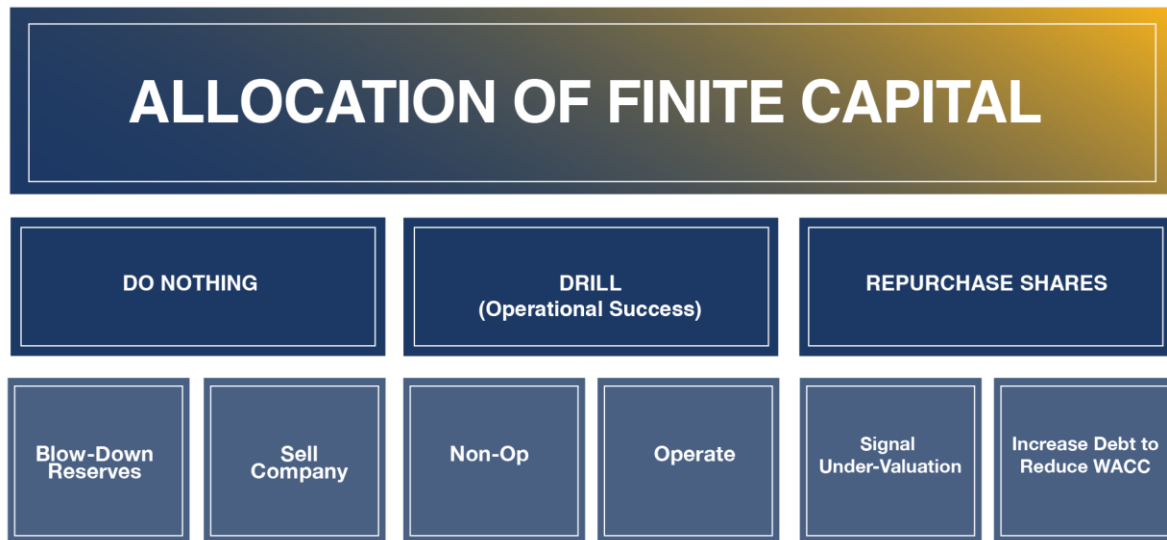 ALLOCATION OF FINITE CAPITAL
DO NOTHING
DRILL
(Operational Success)
REPURCHASE SHARES
Blow-Down
Reserves
Sell
Company
Non-Op
Operate
Signal
Under-Valuation
Increase Debt to
Reduce WACC